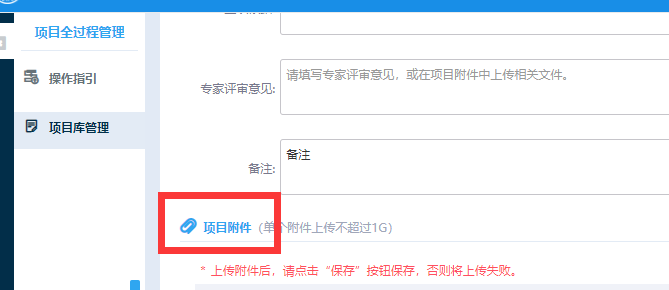 项目全过程管理
操作指引
项目库管理
专家评审意见:
请填写专家评审意见，或在项目附件中上传相关文件。
备注:
备注
项目附件（单个附件上传不超过1G）
* 上传附件后，请点击“保存”按钮保存，否则将上传失败。